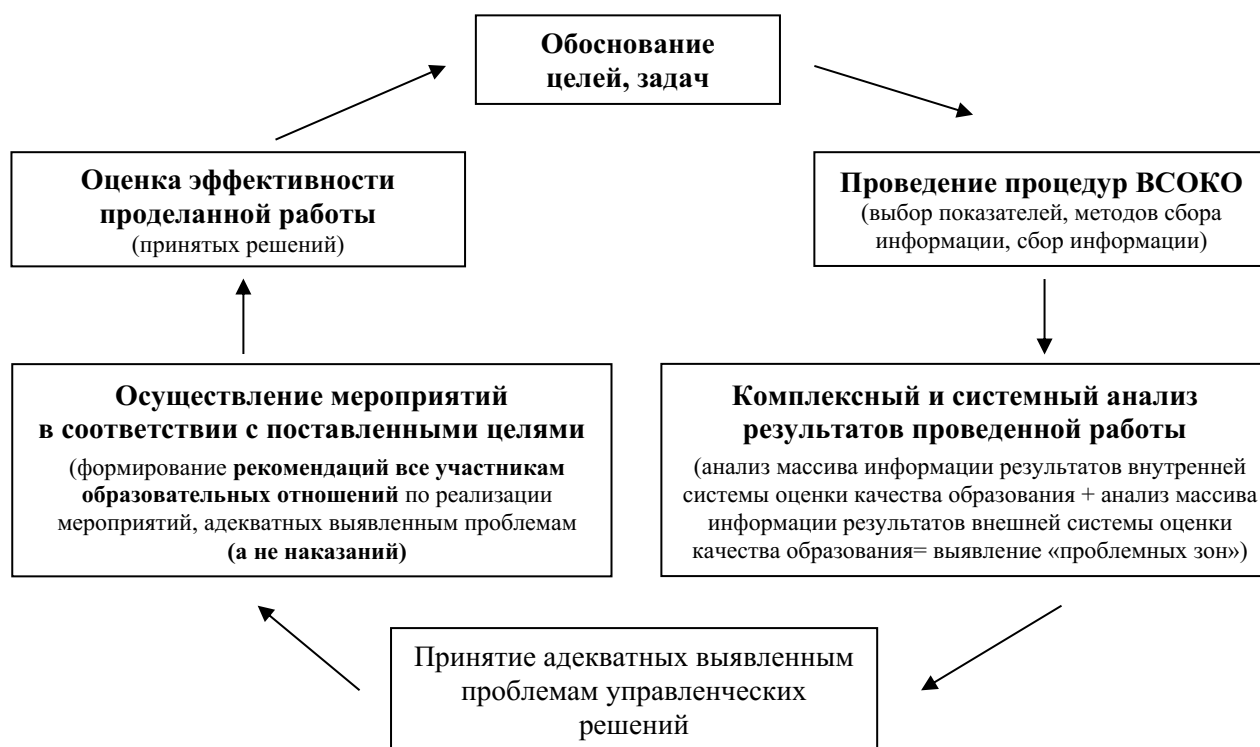 Обоснование
целей, задач
Оценка эффективности
проделанной работы
(принятых решений)
Проведение процедур ВСОКО
(выбор показателей, методов сбора
информации, сбор информации)
Осуществление мероприятий
в соответствии с поставленными целями
(формирование рекомендаций все участникам
образовательных отношений по реализации
мероприятий, адекватных выявленным проблемам
(а не наказаний)
Комплексный и системный анализ
результатов проведенной работы
(анализ массива информации результатов внутренней
системы оценки качества образования + анализ массива
информации результатов внешней системы оценки
качества образования= выявление «проблемных зон»)
Принятие адекватных выявленным
проблемам управленческих
решений